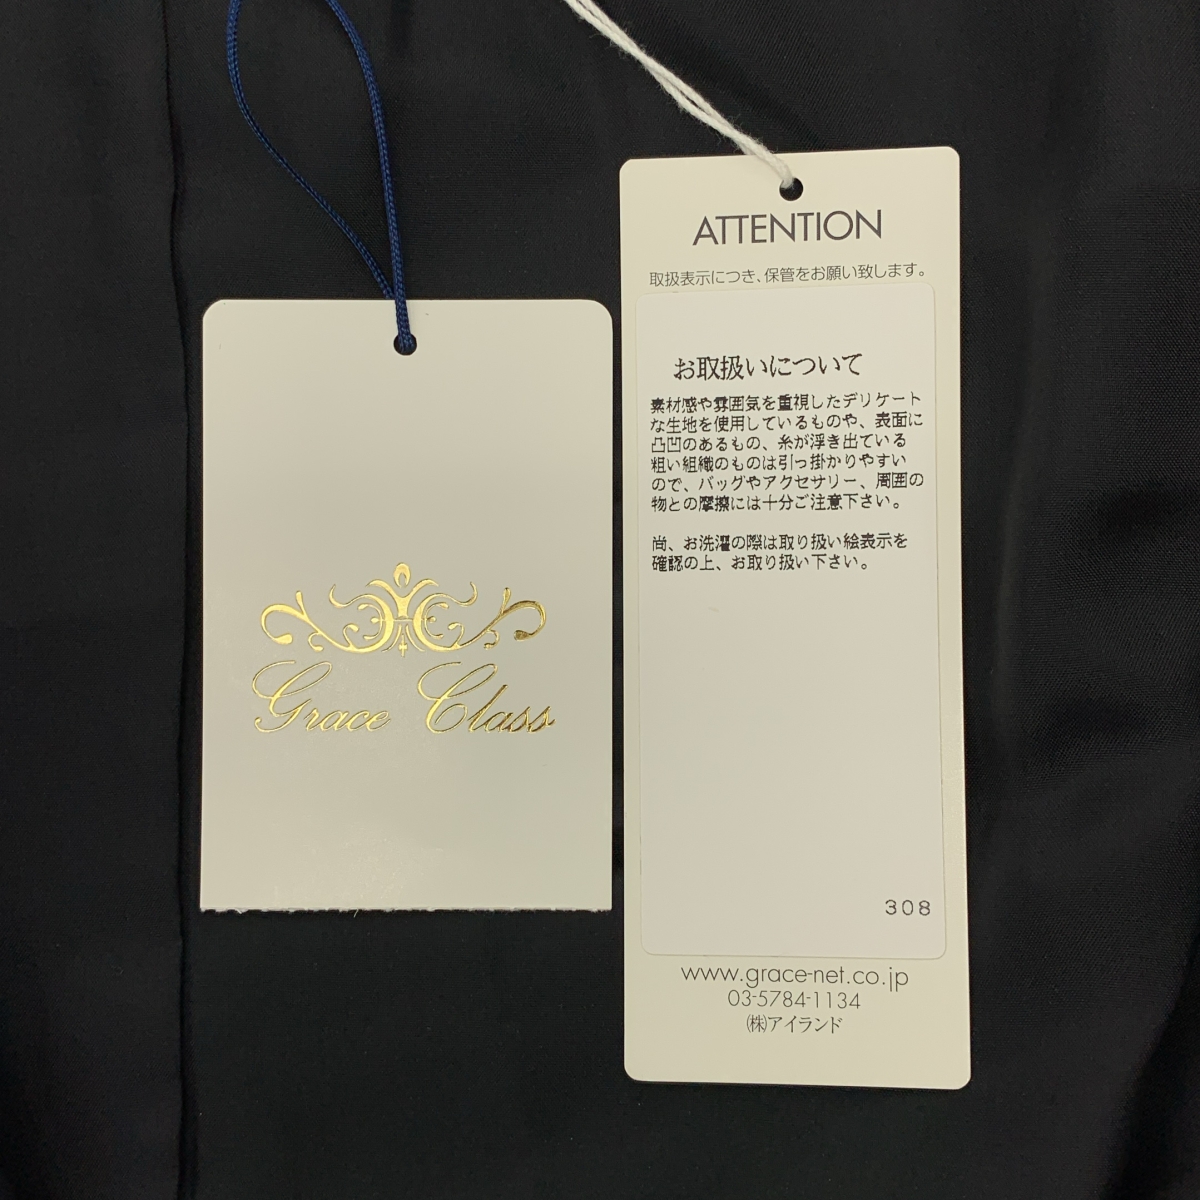 Grace Class
ATTENTION
取扱表示につき、保管をお願い致します。
お取扱いについて
素材感や雰囲気を重視したデリケート
な生地を使用しているものや、表面に
凸凹のあるもの、糸が浮き出ている
粗い組織のものは引っ掛かりやすい
ので、バッグやアクセサリー、周囲の
物との摩擦には十分ご注意下さい。
尚、お洗濯の際は取り扱い絵表示を
確認の上、お取り扱い下さい。
308
www.grace-net.co.jp
03-5784-1134
㈱アイランド